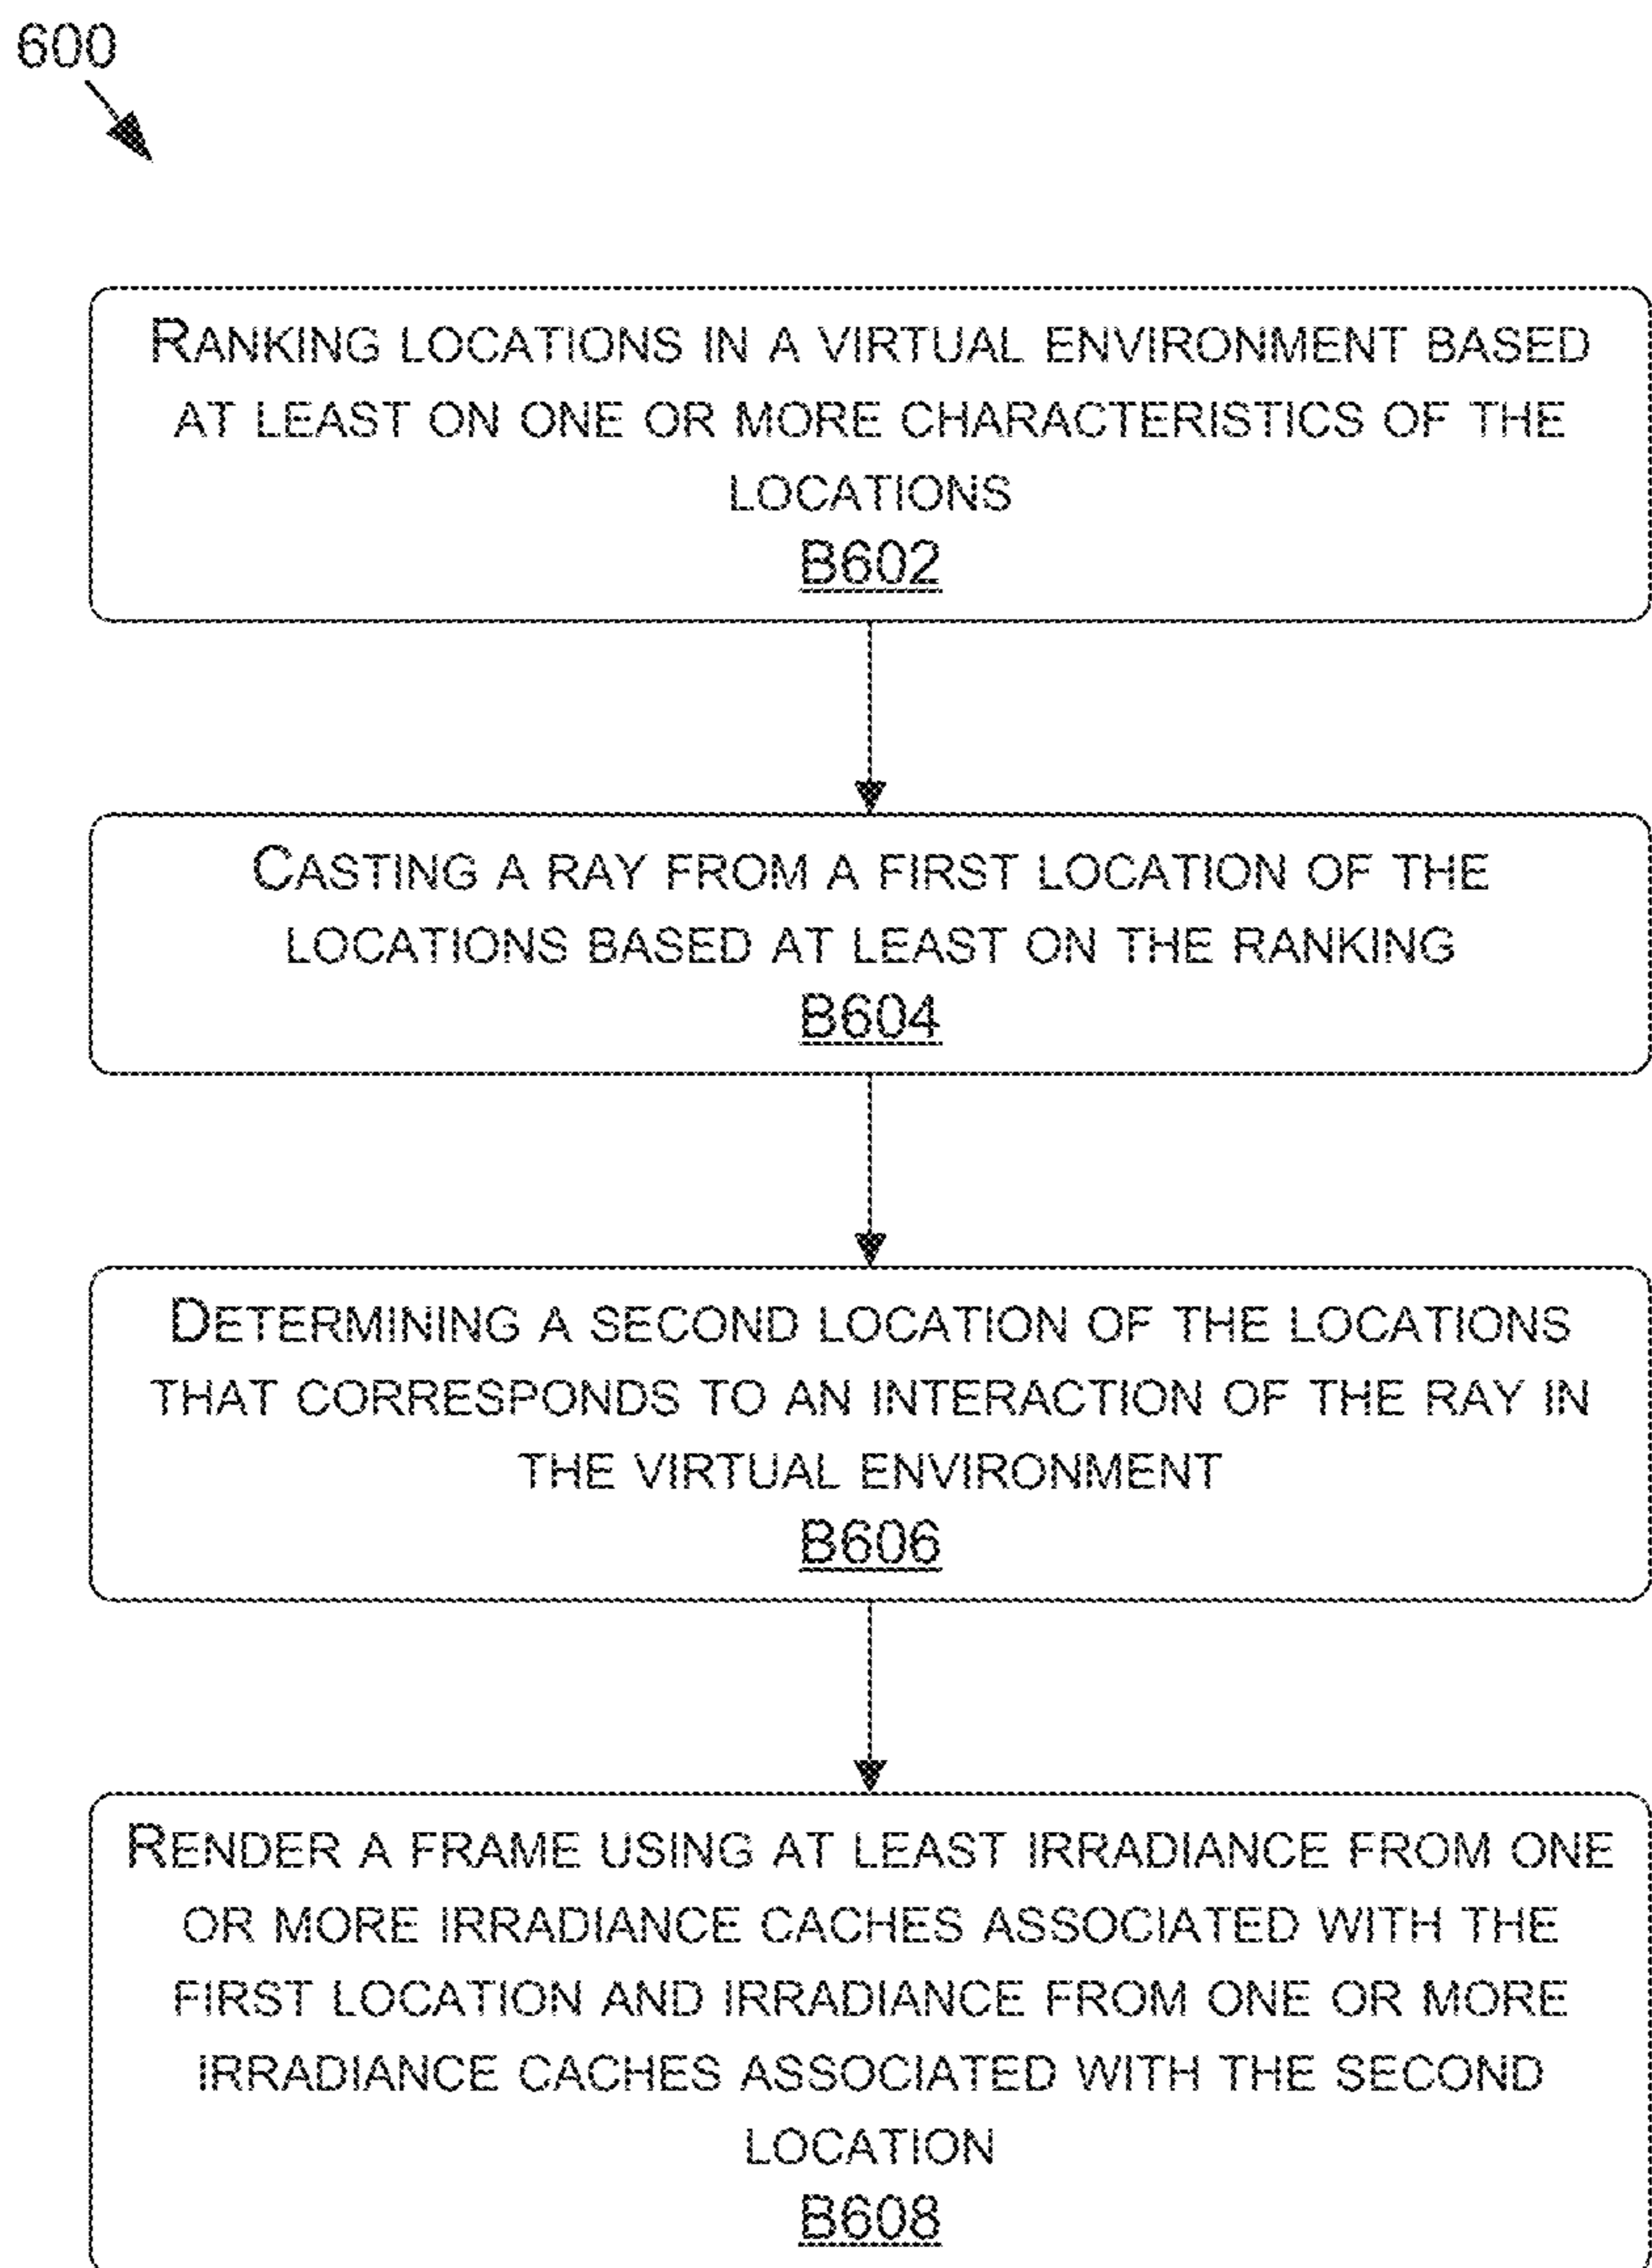 600
RANKING LOCATIONS IN A VIRTUAL ENVIRONMENT BASED
AT LEAST ON ONE OR MORE CHARACTERISTICS OF THE
LOCATIONS
B602
CASTING A RAY FROM A FIRST LOCATION OF THE
LOCATIONS BASED AT LEAST ON THE RANKING
B604
DETERMINING A SECOND LOCATION OF THE LOCATIONS
THAT CORRESPONDS TO AN INTERACTION OF THE RAY IN
THE VIRTUAL ENVIRONMENT
B606
RENDER A FRAME USING AT LEAST IRRADIANCE FROM ONE
OR MORE IRRADIANCE CACHES ASSOCIATED WITH THE
FIRST LOCATION AND IRRADIANCE FROM ONE OR MORE
IRRADIANCE CACHES ASSOCIATED WITH THE SECOND
LOCATION
B608